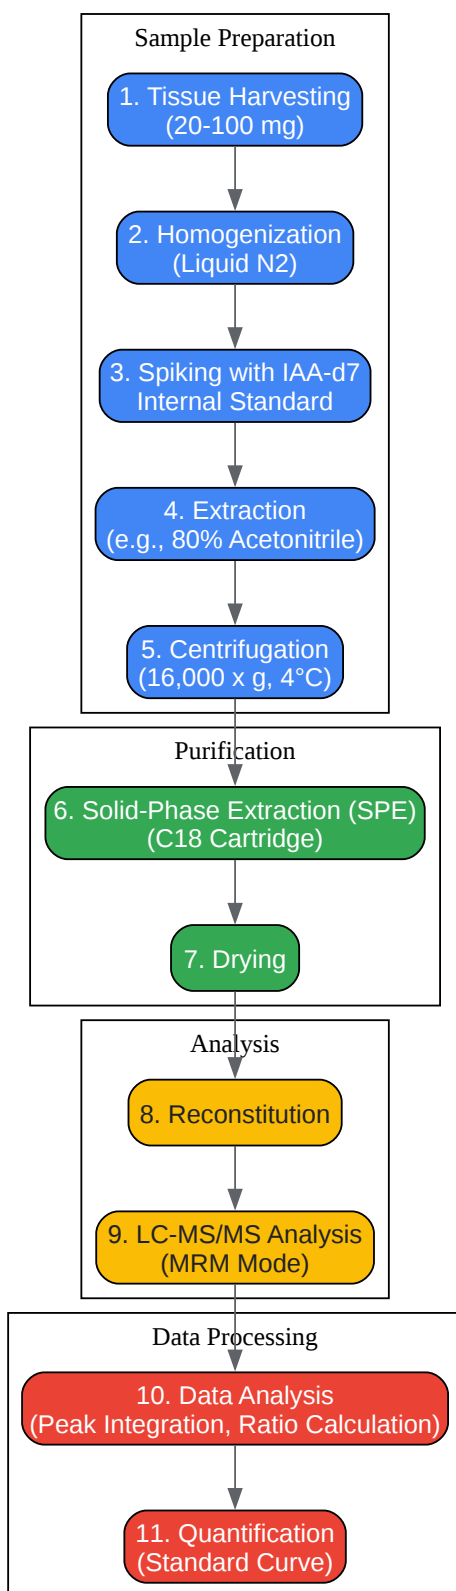 Sample Preparation
1. Tissue Harvesting
(20-100 mg)
2. Homogenization
(Liquid N2)
3. Spiking with IAA-d7
Internal Standard
4. Extraction
(e.g., 80% Acetonitrile)
5. Centrifugation
(16,000 x g, 4°C)
Purification
6. Solid-Phase Extraction (SPE)
(C18 Cartridge)
7. Drying
Analysis
8. Reconstitution
9. LC-MS/MS Analysis
(MRM Mode)
Data Processing
10. Data Analysis
(Peak Integration, Ratio Calculation)
11. Quantification
(Standard Curve)